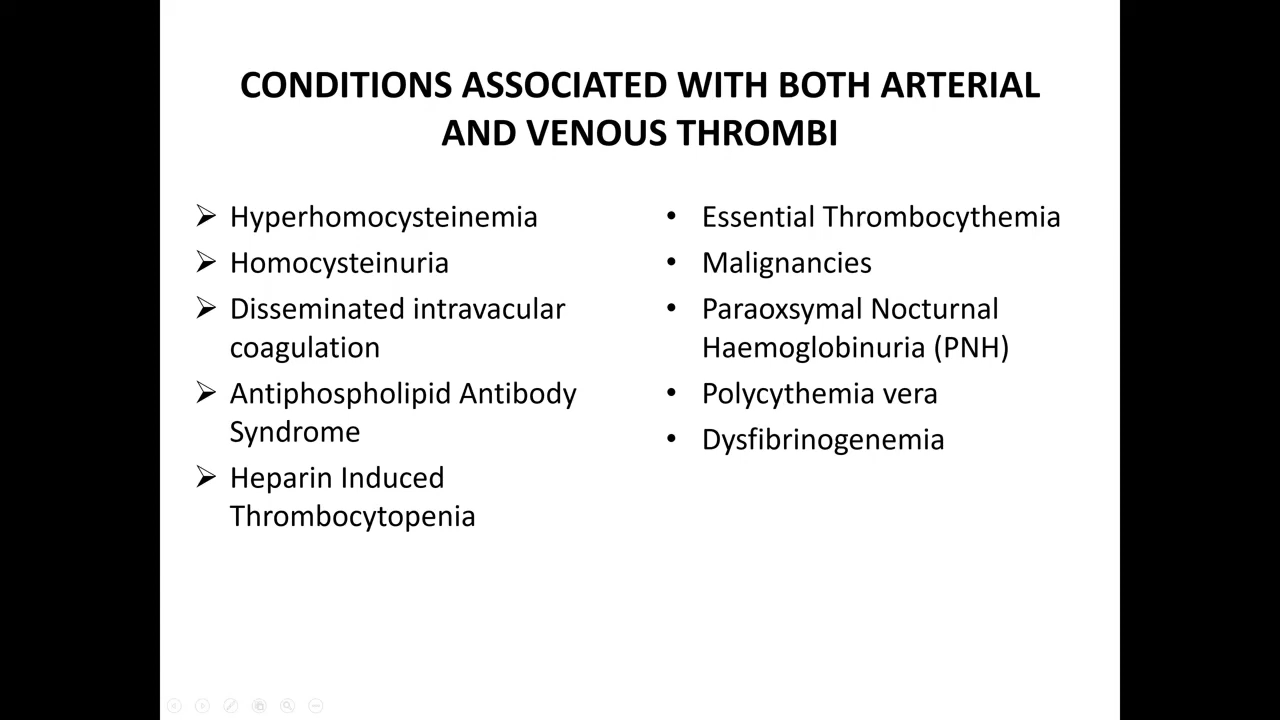 CONDITIONS ASSOCIATED WITH BOTH ARTERIAL
AND VENOUS THROMBI
Hyperhomocysteinemia
Homocysteinuria
Disseminated intravacular
coagulation
Antiphospholipid Antibody
Syndrome
Heparin Induced
Thrombocytopenia
Essential Thrombocythemia
Malignancies
Paraoxsymal Nocturnal
Haemoglobinuria (PNH)
Polycythemia vera
Dysfibrinogenemia